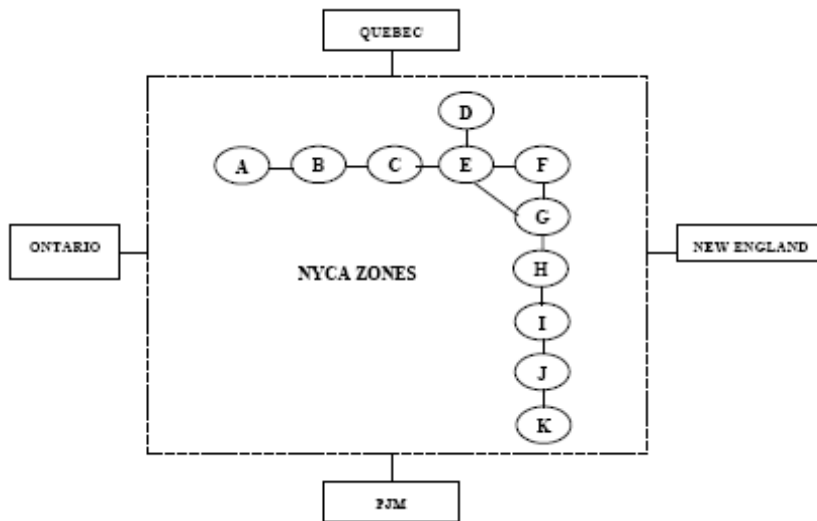 QUEBEC
D
A B C E F
G
ONTARIO
NEW ENGLAND
NYCA ZONES
H
I
J
K
PJM